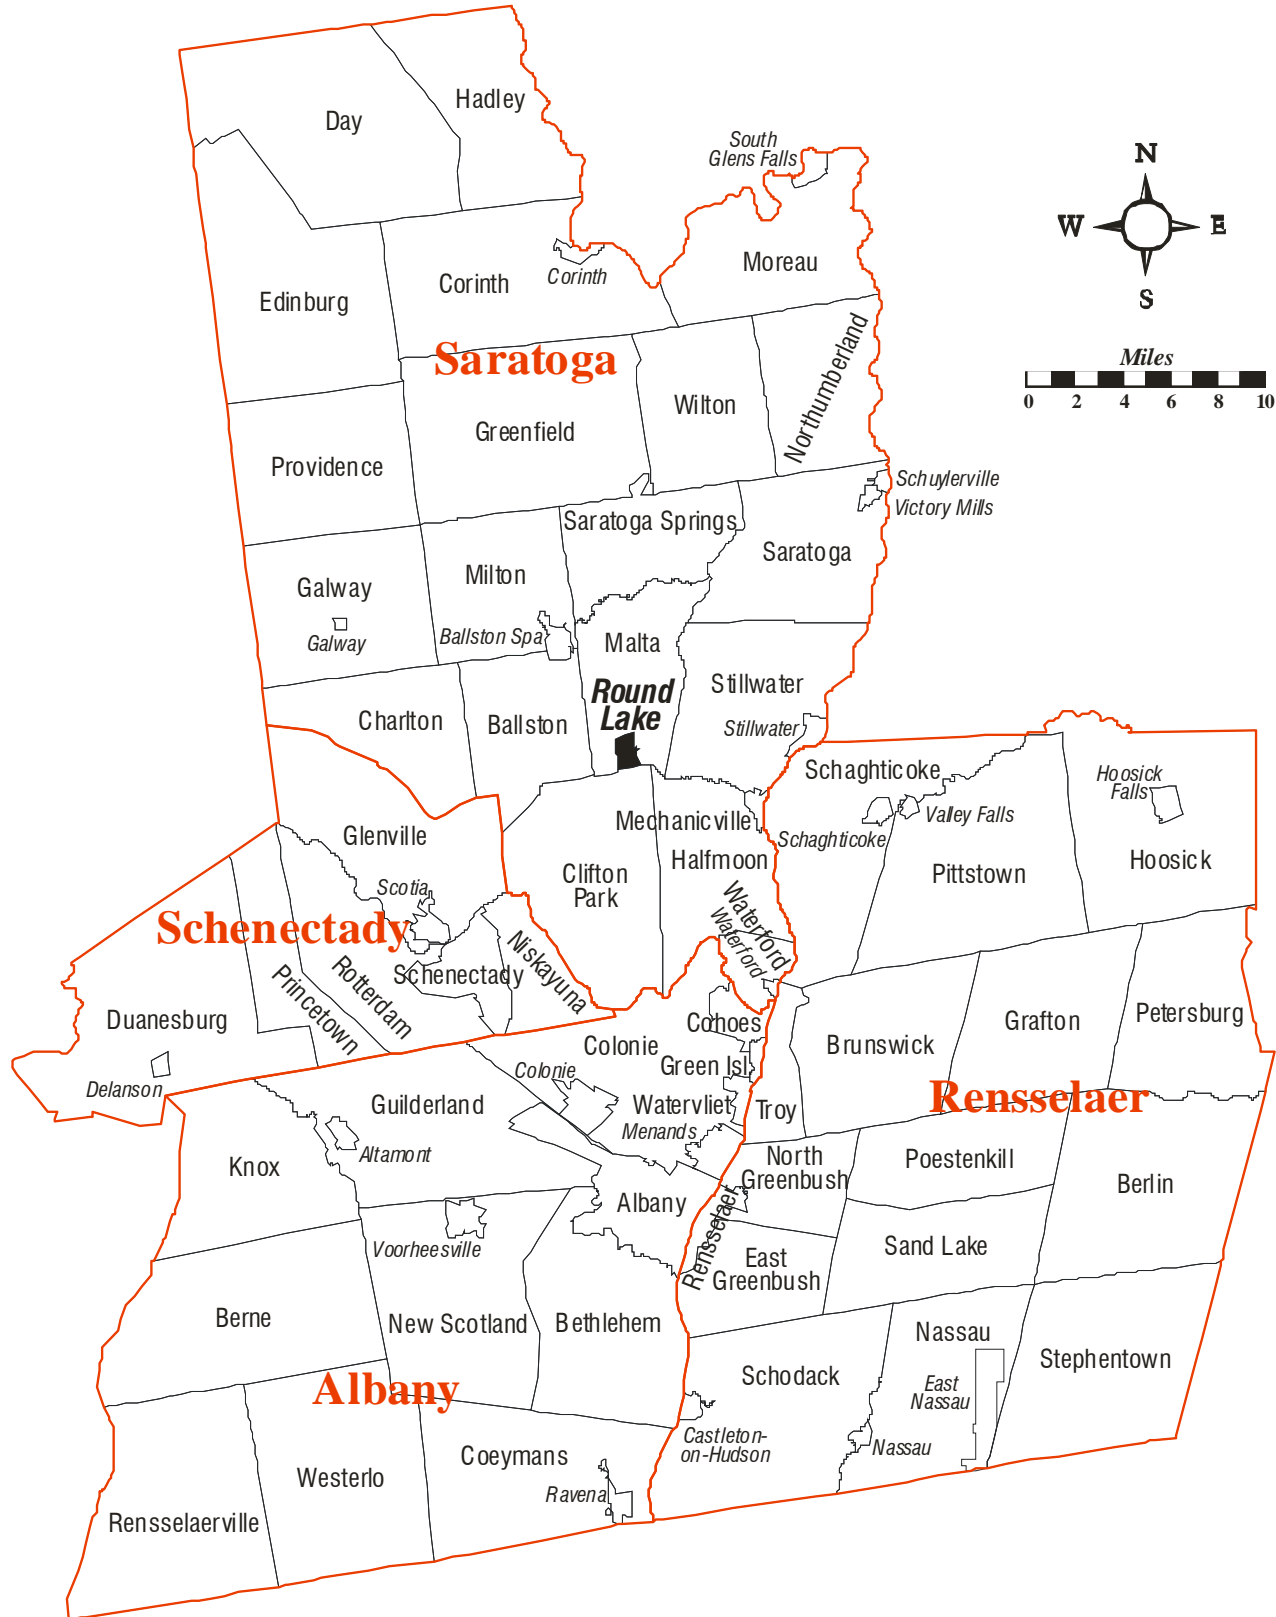 Hadley
Day
South
Glens Falls
N
W
E
S
Moreau
Corinth
Corinth
Edinburg
Miles
0 2 4 6 8 10
Saratoga
Northumberland
Wilton
Greenfield
Providence
Schuylerville
Victory Mills
Saratoga Springs
Saratoga
Milton
Galway
Galway
Ballston Spa
Malta
Round
Lake
Stillwater
Stillwater
Charlton
Ballston
Schaghticoke
Hoosick
Falls
Valley Falls
Schaghticoke
Mechanicville
Halfmoon
Glenville
Clifton
Park
Pittstown
Hoosick
Scotia
Schenectady
Waterford
Waterford
Niskayuna
Schenectady
Rotterdam
Princetown
Duanesburg
Delanson
Cohoes
Colonie
Green Isl.
Colonie
Watervliet
Menands
Troy
Brunswick
Grafton
Petersburg
Rensselaer
Guilderland
Altamont
Knox
North
Greenbush
Poestenkill
Berlin
Albany
Rensselaer
Voorheesville
Sand Lake
East
Greenbush
Berne
New Scotland
Bethlehem
Nassau
Stephentown
Schodack
East
Nassau
Albany
Castleton-
on-Hudson
Nassau
Coeymans
Westerlo
Ravena
Rensselaerville